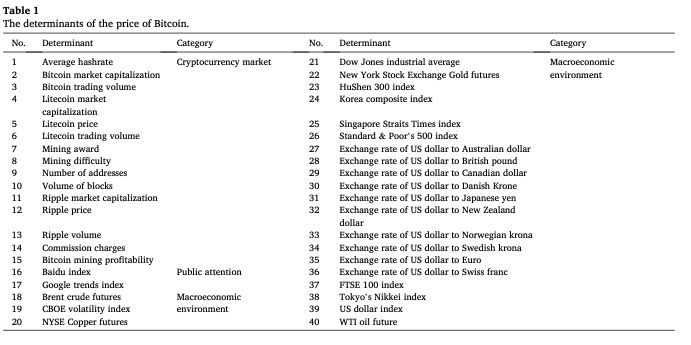 Table 1
The determinants of the price of Bitcoin.
No. Determinant Category No. Determinant Category
1 Average hashrate Cryptocurrency market 21 Dow Jones industrial average Macroeconomic
2 Bitcoin market capitalization 22 New York Stock Exchange Gold futures environment
3 Bitcoin trading volume 23 HuShen 300 index
4 Litecoin market 24 Korea composite index
capitalization
5 Litecoin price 25 Singapore Straits Times index
6 Litecoin trading volume 26 Standard & Poor's 500 index
7 Mining award 27 Exchange rate of US dollar to Australian dollar
8 Mining difficulty 28 Exchange rate of US dollar to British pound
9 Number of addresses 29 Exchange rate of US dollar to Canadian dollar
10 Volume of blocks 30 Exchange rate of US dollar to Danish Krone
11 Ripple market capitalization 31 Exchange rate of US dollar to Japanese yen
12 Ripple price 32 Exchange rate of US dollar to New Zealand
dollar
13 Ripple volume 33 Exchange rate of US dollar to Norwegian krona
14 Commission charges 34 Exchange rate of US dollar to Swedish krona
15 Bitcoin mining profitability 35 Exchange rate of US dollar to Euro
16 Baidu index Public attention 36 Exchange rate of US dollar to Swiss franc
17 Google trends index 37 FTSE 100 index
18 Brent crude futures Macroeconomic 38 Tokyo's Nikkei index
19 CBOE volatility index environment 39 US dollar index
20 NYSE Copper futures 40 WTI oil future